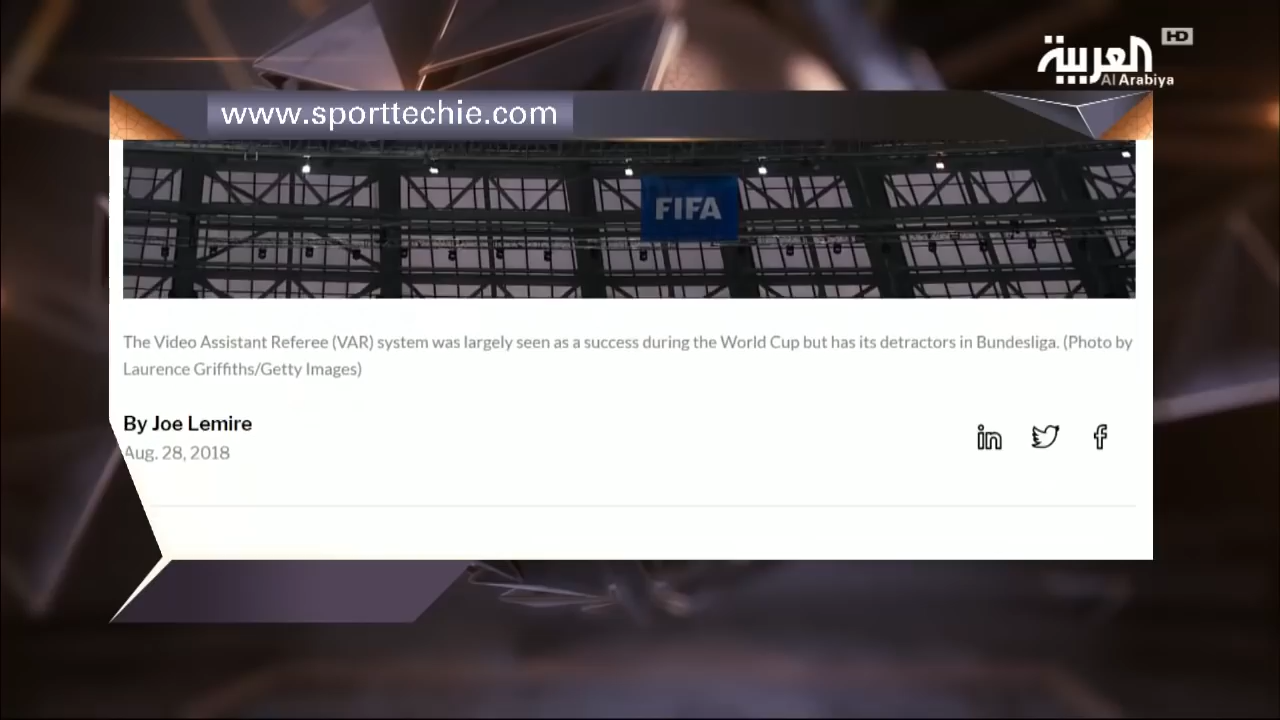 العربية
HD
Al Arabiya
www.sporttechie.com
FIFA
The Video Assistant Referee (VAR) system was largely seen as a success during the World Cup but has its detractors in Bundesliga. (Photo by
Laurence Griffiths/Getty Images)
By Joe Lemire
Aug. 28, 2018
in
f